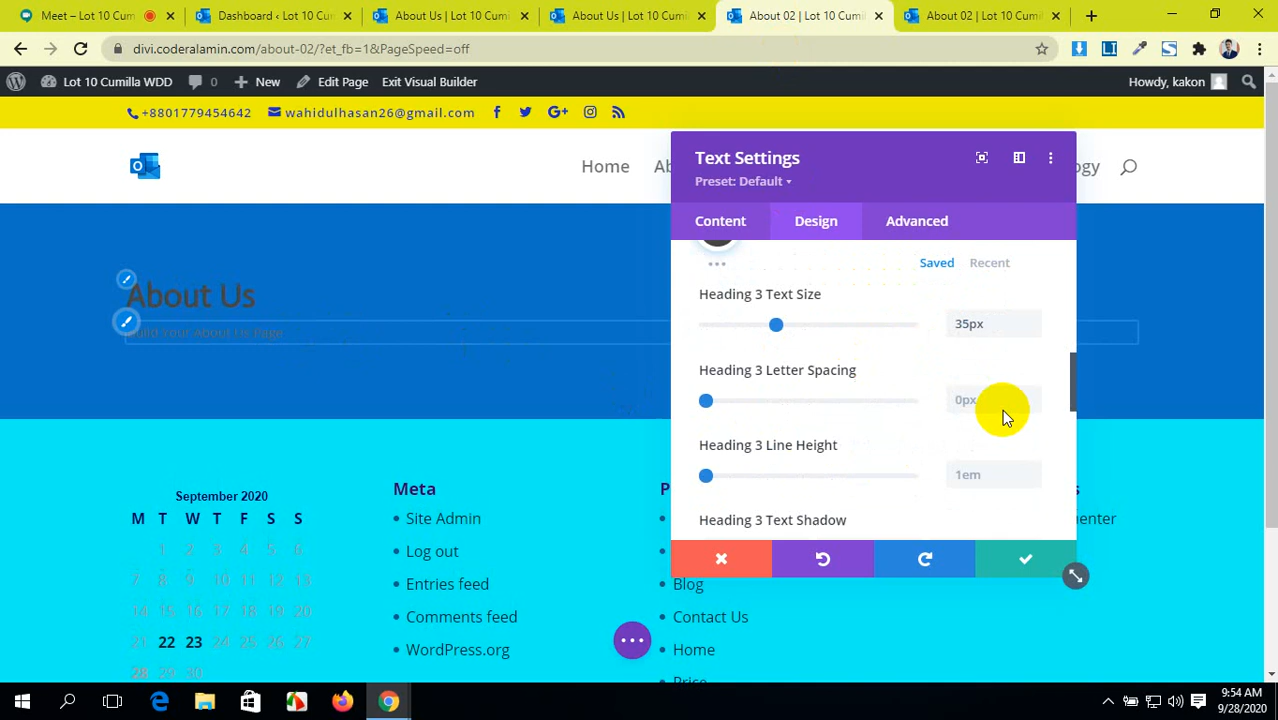 Meet – Lot 10 Cumil
Dashboard ‹ Lot 10 Cumi
About Us | Lot 10 Cumill
About Us | Lot 10 Cumill
About 02 | Lot 10 Cumil
About 02 | Lot 10 Cumil
divi.coderalamin.com/about-02/?et_fb=1&PageSpeed=off
Lot 10 Cumilla WDD
0
New
Edit Page
Exit Visual Builder
Howdy, kakon
+8801779454642
wahidulhasan26@gmail.com
Home
Ab
ogy
Text Settings
Preset: Default
Content
Design
Advanced
Saved
Recent
Heading 3 Text Size
35px
Heading 3 Letter Spacing
0px
Heading 3 Line Height
1em
Heading 3 Text Shadow
About Us
Build Your About Us Page
September 2020
M T W T F S S
1 2 3 4 5 6
7 8 9 10 11 12 13
14 15 16 17 18 19 20
21 22 23 24 25 26 27
28 29 30
Meta
Site Admin
Log out
Entries feed
Comments feed
WordPress.org
P
Blog
Contact Us
Home
Price
s
enter
9:54 AM
9/28/2020